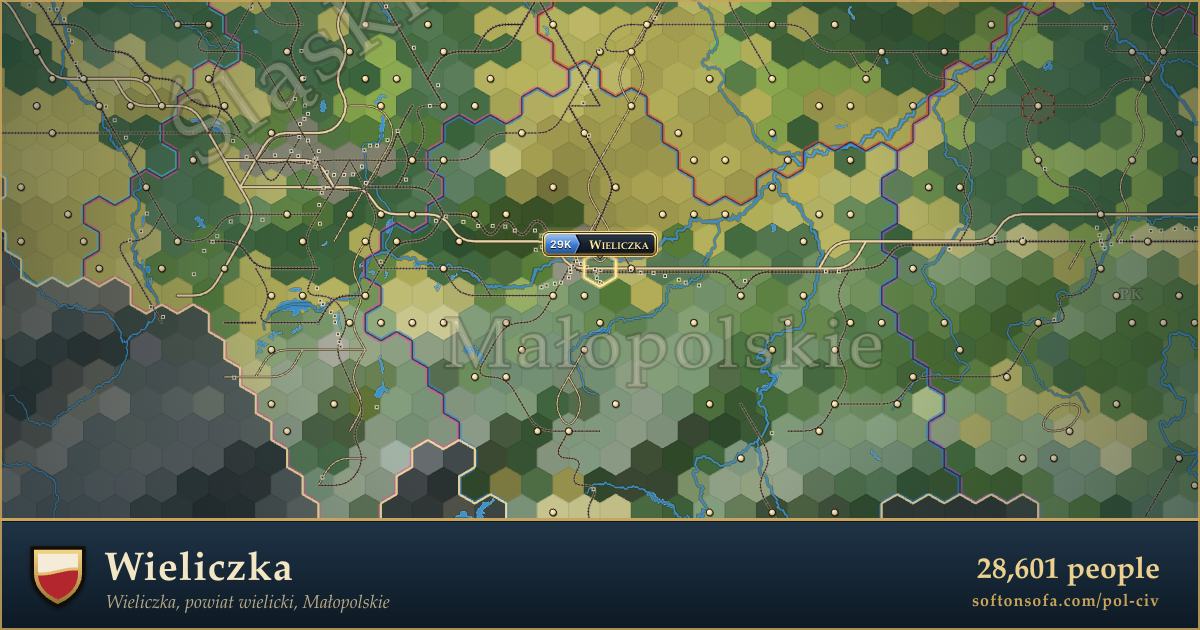 Śląskie
29K Wieliczka
PK
Małopolskie
Wieliczka
Wieliczka, powiat wielicki, Małopolskie
28,601 people
softonsofa.com/pol-civ